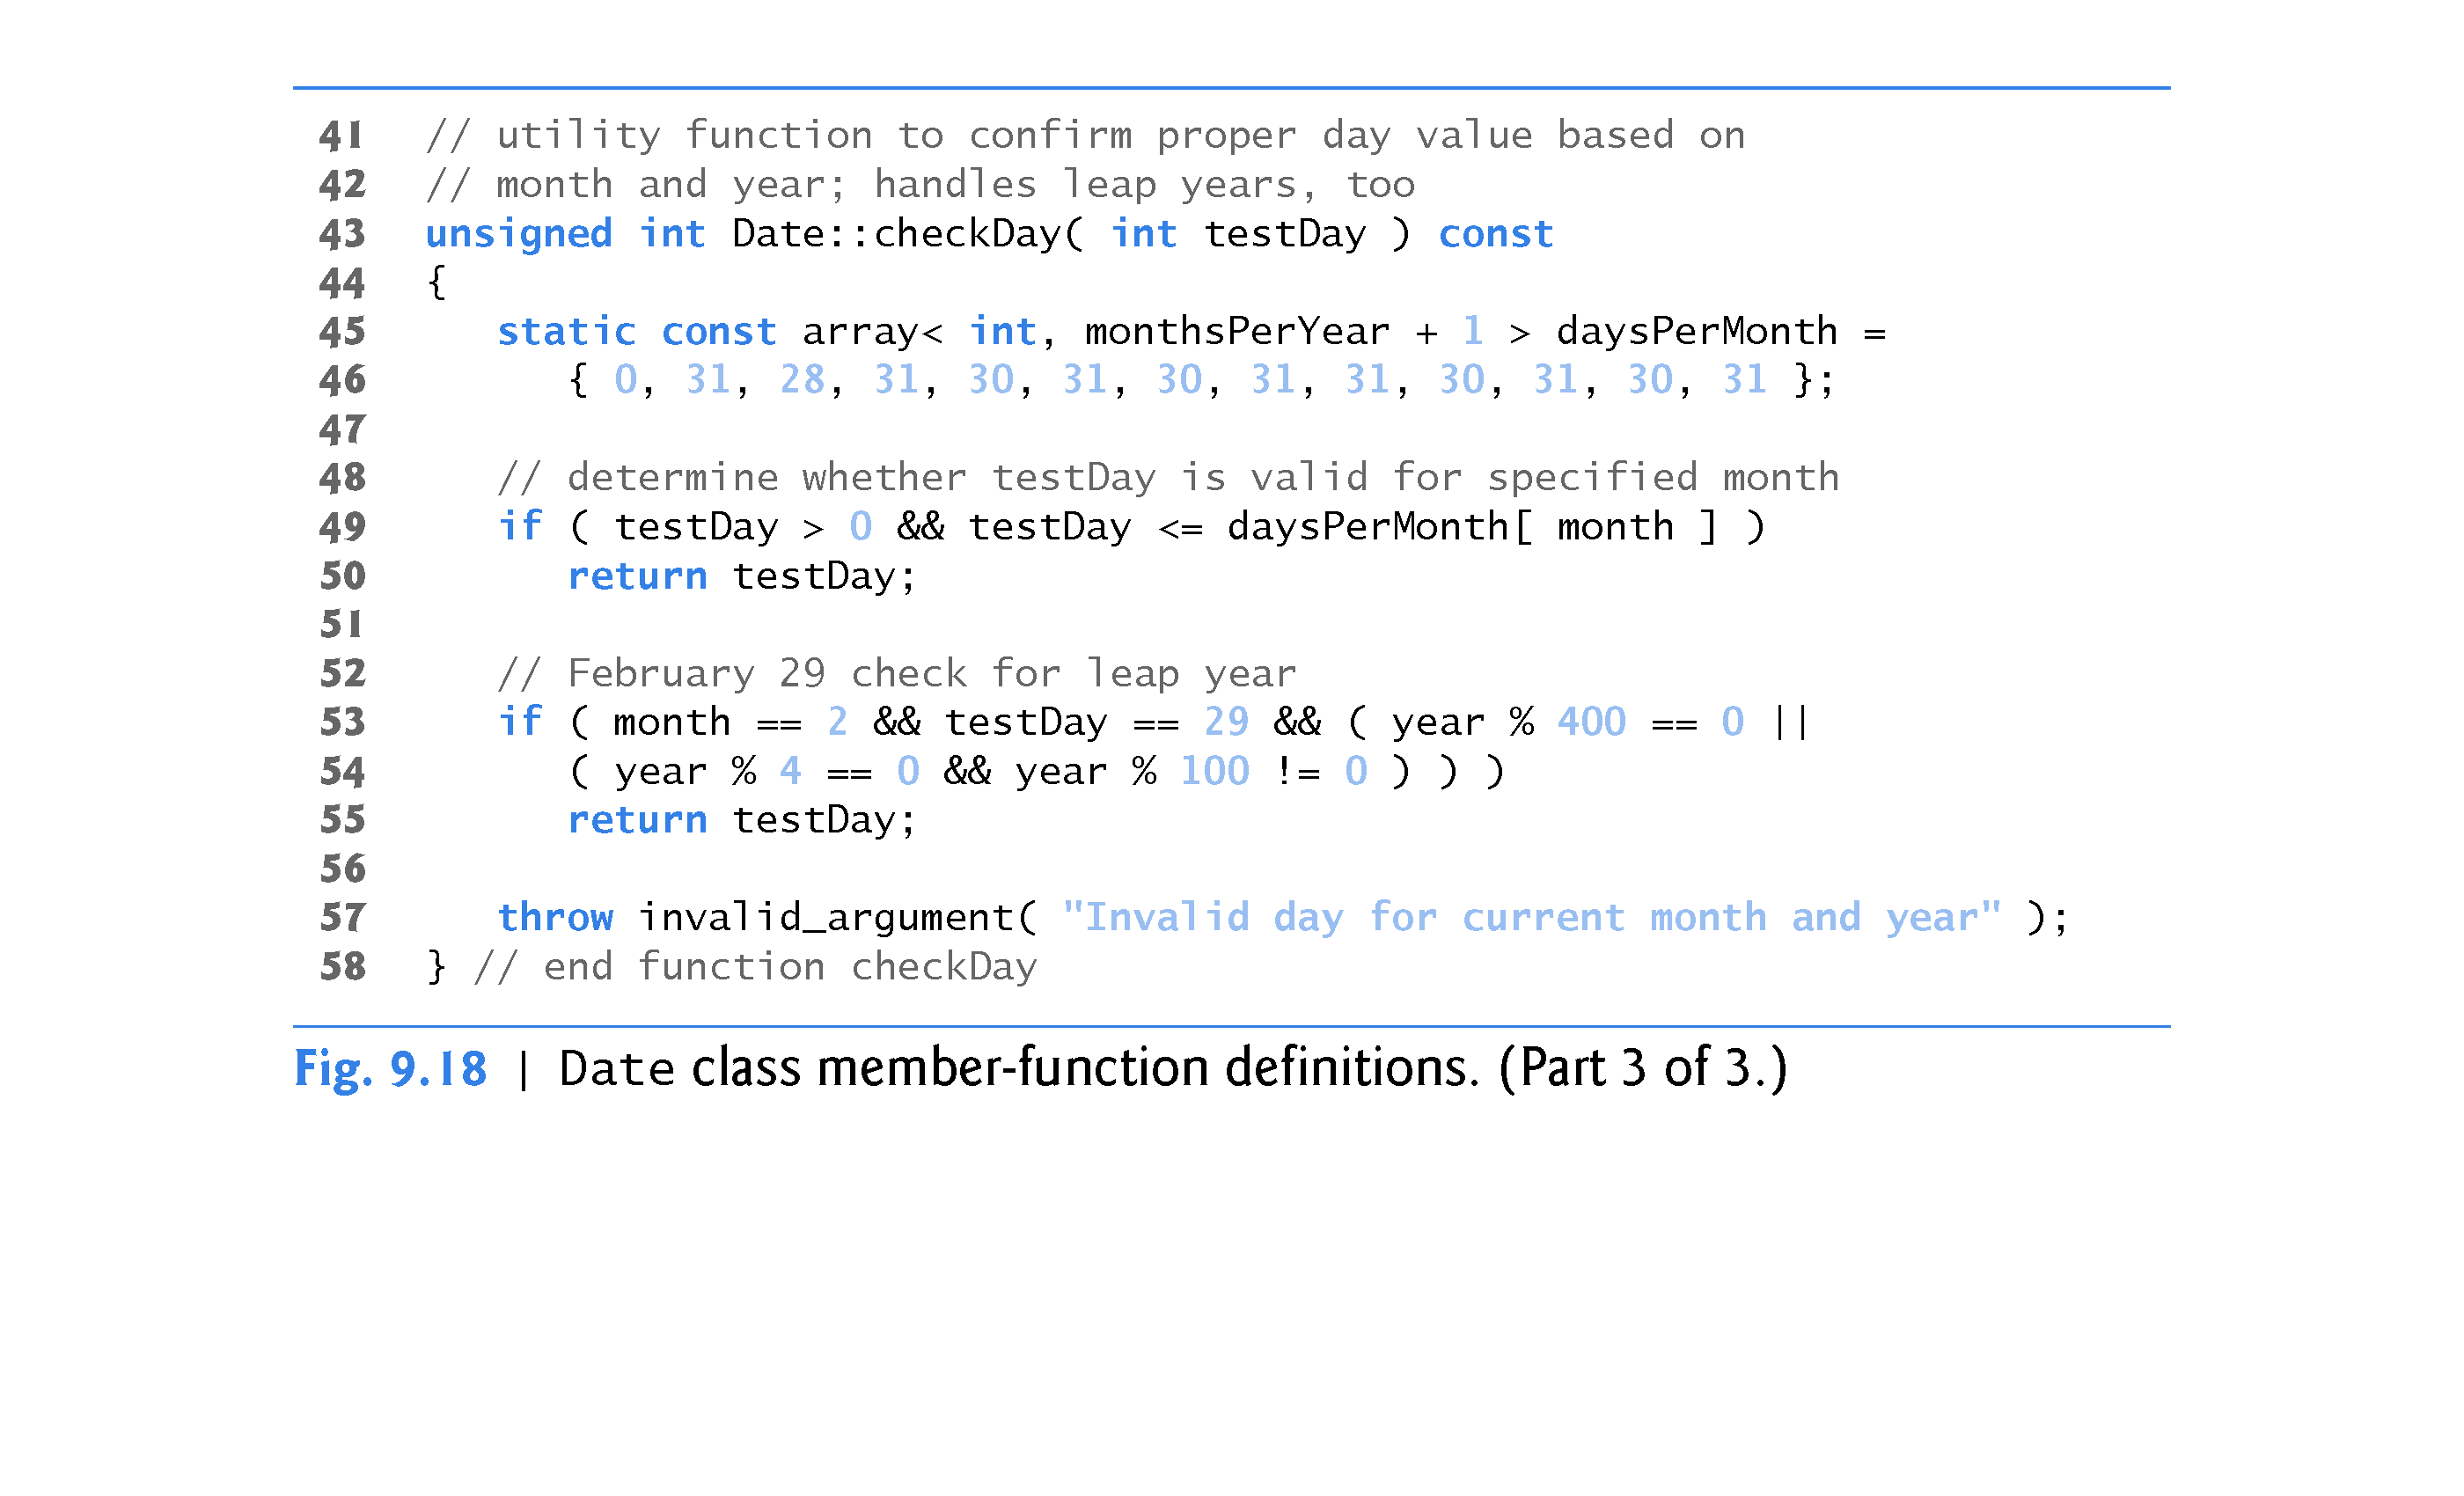 41 // utility function to confirm proper day value based on
42 // month and year; handles leap years, too
43 unsigned int Date::checkDay( int testDay ) const
44 {
45    static const array< int, monthsPerYear + 1 > daysPerMonth =
46       { 0, 31, 28, 31, 30, 31, 30, 31, 31, 30, 31, 30, 31 };
47
48    // determine whether testDay is valid for specified month
49    if ( testDay > 0 && testDay <= daysPerMonth[ month ] )
50       return testDay;
51
52    // February 29 check for leap year
53    if ( month == 2 && testDay == 29 && ( year % 400 == 0 ||
54       ( year % 4 == 0 && year % 100 != 0 ) ) )
55       return testDay;
56
57    throw invalid_argument( "Invalid day for current month and year" );
58 } // end function checkDay
Fig. 9.18 | Date class member-function definitions. (Part 3 of 3.)